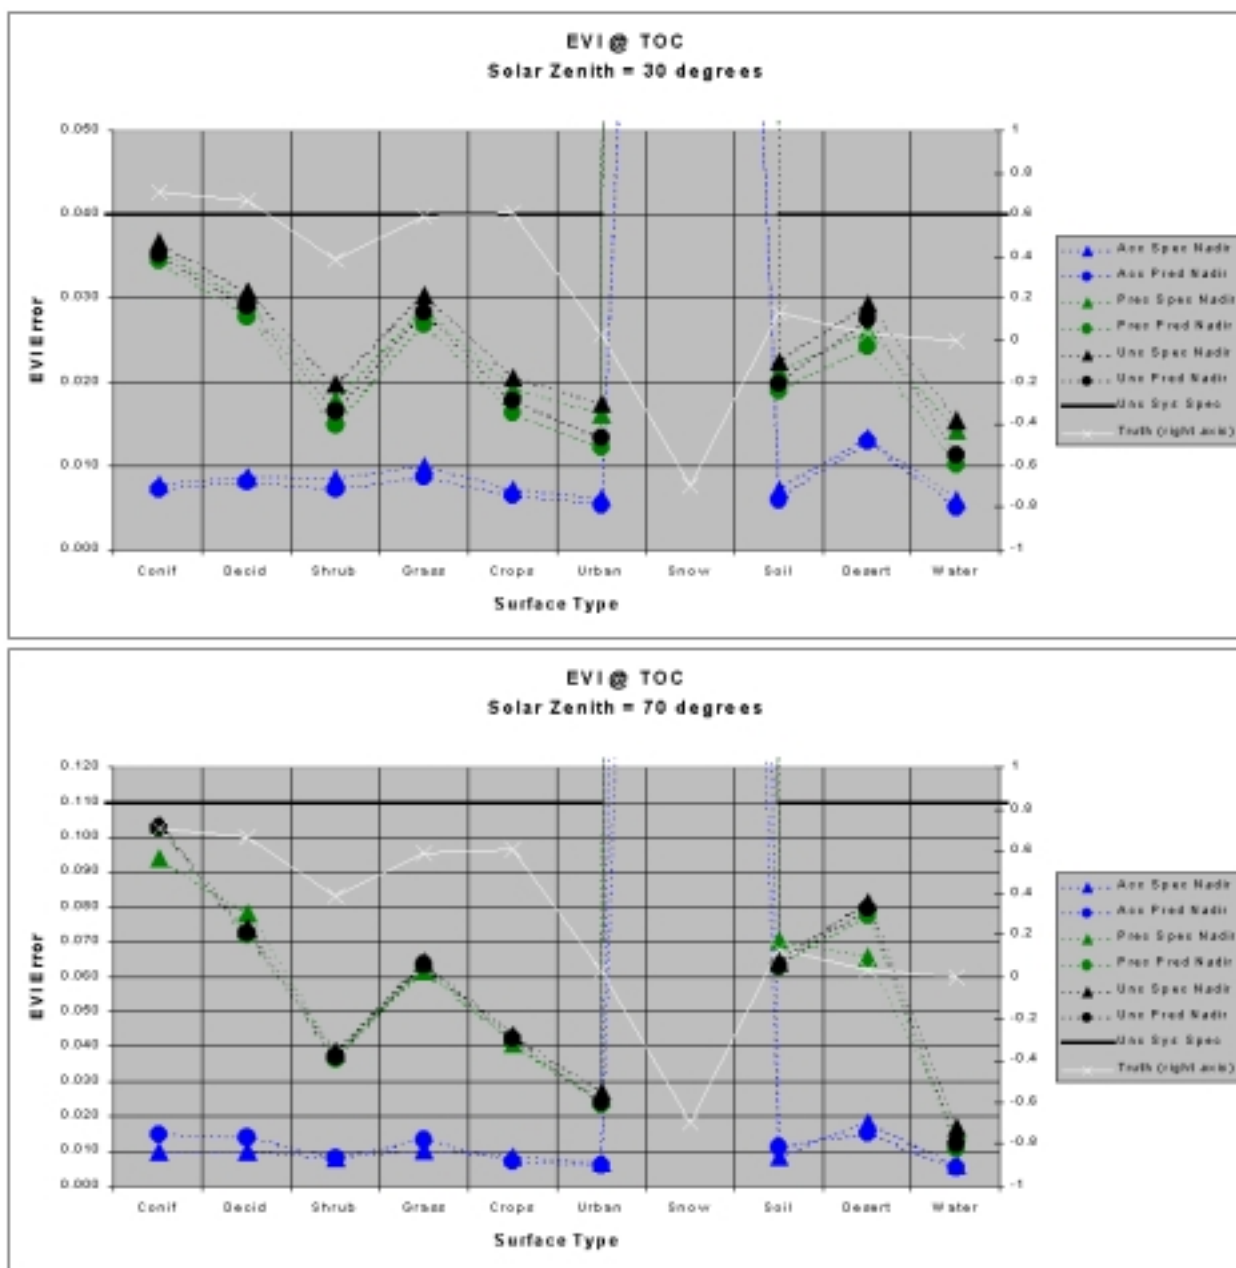 EVI @ TOC
Solar Zenith = 30 degrees
0.050
0.040
0.030
0.020
0.010
0.000
EVI Error
1
0.8
0.6
0.4
0.2
0
-0.2
-0.4
-0.6
-0.8
-1
Conif Decid Shrub Grass Crops Urban Snow Soil Desert Water
Surface Type
Acc Spec Nadir
Acc Pred Nadir
Prec Spec Nadir
Prec Pred Nadir
Unc Spec Nadir
Unc Pred Nadir
Unc Sys Spec
Truth (right axis)
EVI @ TOC
Solar Zenith = 70 degrees
0.120
0.110
0.100
0.090
0.080
0.070
0.060
0.050
0.040
0.030
0.020
0.010
0.000
EVI Error
1
0.8
0.6
0.4
0.2
0
-0.2
-0.4
-0.6
-0.8
-1
Conif Decid Shrub Grass Crops Urban Snow Soil Desert Water
Surface Type
Acc Spec Nadir
Acc Pred Nadir
Prec Spec Nadir
Prec Pred Nadir
Unc Spec Nadir
Unc Pred Nadir
Unc Sys Spec
Truth (right axis)